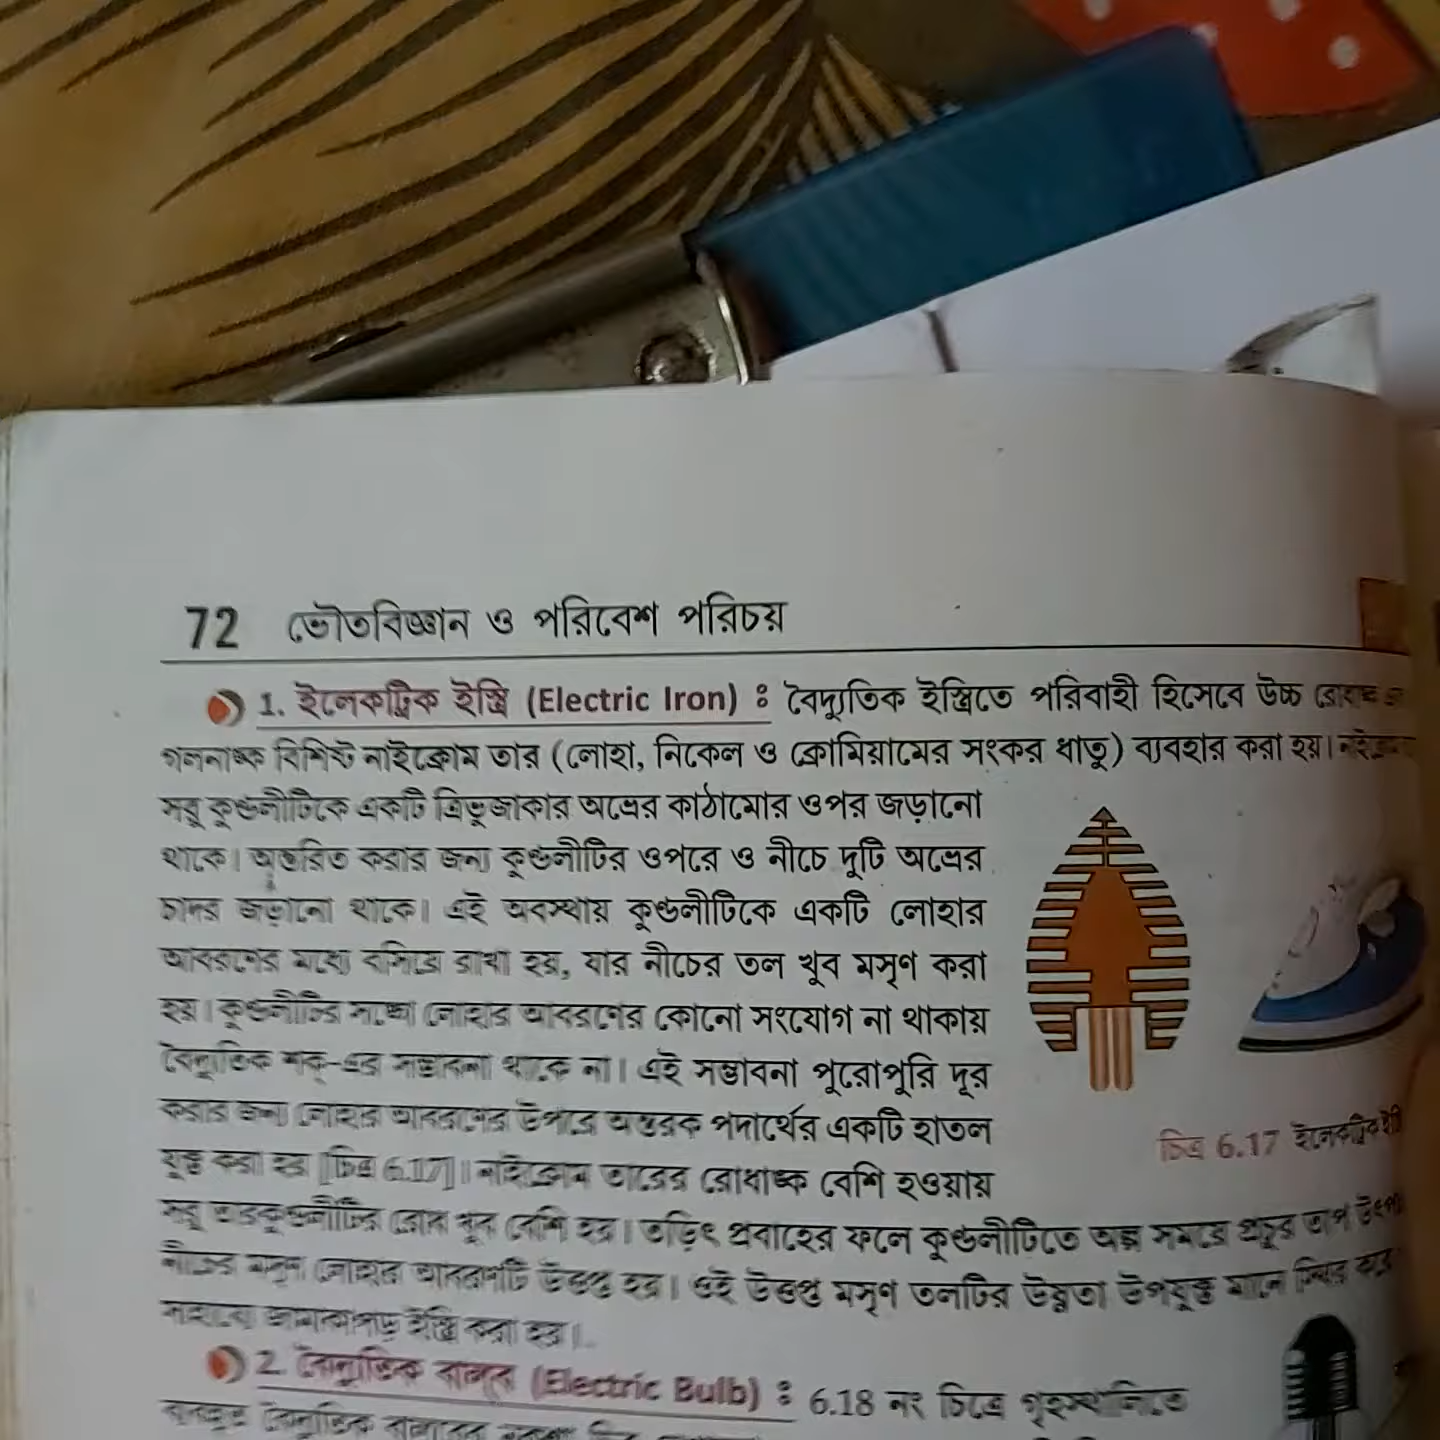 72 ভৌতবিজ্ঞান ও পরিবেশ পরিচয়
1. ইলেকট্রিক ইস্ত্রি (Electric Iron) : বৈদ্যুতিক ইস্ত্রিতে পরিবাহী হিসেবে উচ্চ রোধাঙ্ক
গলনাঙ্ক বিশিষ্ট নাইক্রোম তার (লোহা, নিকেল ও ক্রোমিয়ামের সংকর ধাতু) ব্যবহার করা হয়। নাইক্রোম
সরু কুণ্ডলীটিকে একটি ত্রিভুজাকার অভ্রের কাঠামোর ওপর জড়ানো
থাকে। অন্তরিত করার জন্য কুণ্ডলীটির ওপরে ও নীচে দুটি অভ্রের
চাদর জড়ানো থাকে। এই অবস্থায় কুণ্ডলীটিকে একটি লোহার
আবরণের মধ্যে বসিয়ে রাখা হয়, যার নীচের তল খুব মসৃণ করা
হয়। কুণ্ডলীটির সঙ্গে লোহার আবরণের কোনো সংযোগ না থাকায়
বৈদ্যুতিক শক্-এর সম্ভাবনা থাকে না। এই সম্ভাবনা পুরোপুরি দূর
করার জন্য লোহার আবরণের উপরে অন্তরক পদার্থের একটি হাতল
যুক্ত করা হয় [চিত্র 6.17]। নাইক্রোম তারের রোধাঙ্ক বেশি হওয়ায়
সরু তারকুণ্ডলীটির রোধ খুব বেশি হয়। তড়িৎ প্রবাহের ফলে কুণ্ডলীটিতে অল্প সময়ে প্রচুর তাপ
নীচের মসৃণ লোহার আবরণটি উত্তপ্ত হয়। ওই উত্তপ্ত মসৃণ তলটির উষ্ণতা উপযুক্ত মানে স্থির করে
সাহায্যে জামাকাপড় ইস্ত্রি করা হয়।
চিত্র 6.17 ইলেকট্রিক
2. বৈদ্যুতিক বাল্‌ব (Electric Bulb) : 6.18 নং চিত্রে গৃহস্থালিতে
ব্যবহৃত বৈদ্যুতিক